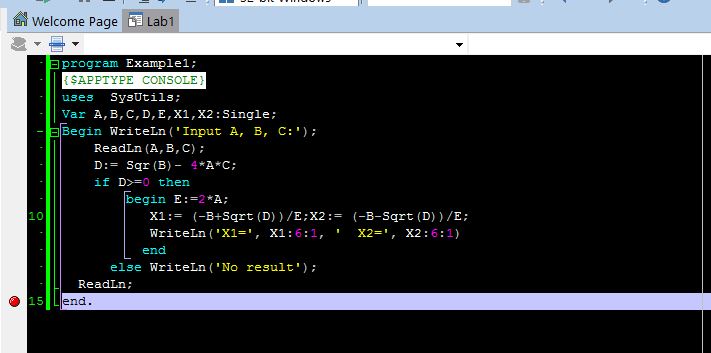 32-bit Windows
Welcome Page Lab1
program Example1;
{$APPTYPE CONSOLE}
uses  SysUtils;
Var A,B,C,D,E,X1,X2:Single;
Begin WriteLn('Input A, B, C:');
ReadLn(A,B,C);
D:= Sqr(B)- 4*A*C;
if D>=0 then
begin E:=2*A;
10 X1:= (-B+Sqrt(D))/E;X2:= (-B-Sqrt(D))/E;
WriteLn('X1=', X1:6:1, '  X2=', X2:6:1)
end
else WriteLn('No result');
ReadLn;
15 end.